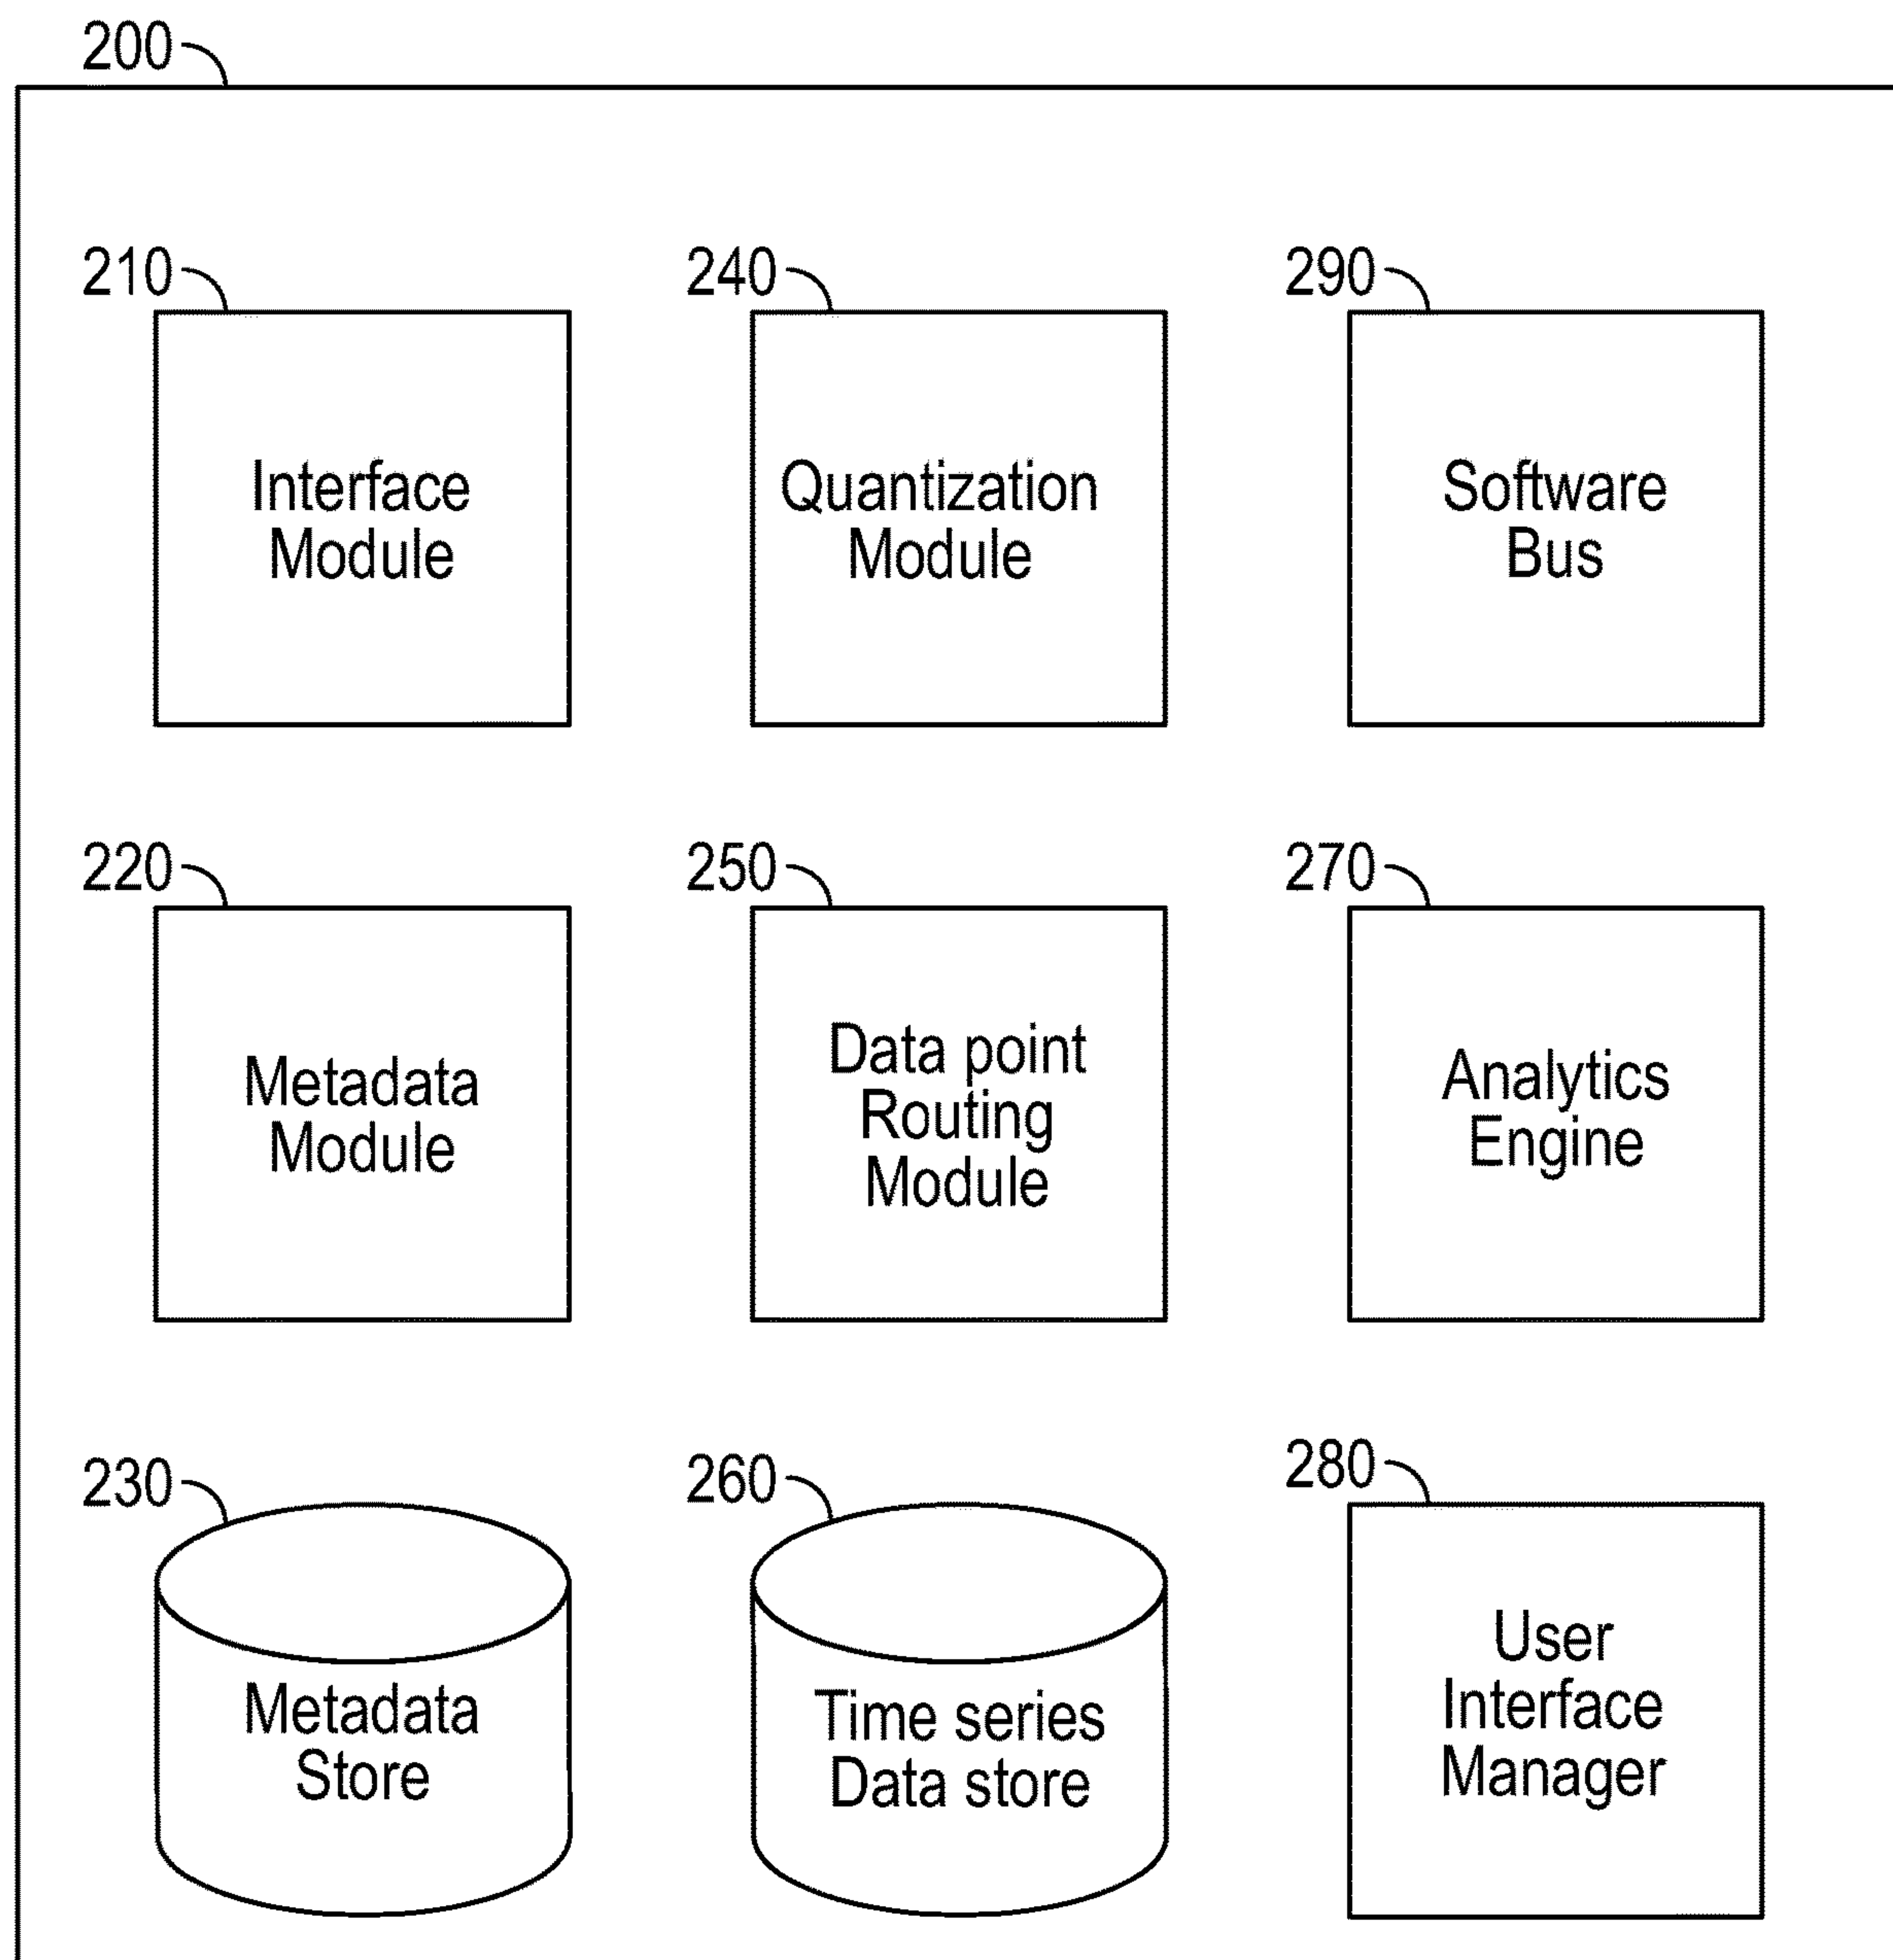 200
210
Interface
Module
240
Quantization
Module
290
Software
Bus
220
Metadata
Module
250
Data point
Routing
Module
270
Analytics
Engine
230
Metadata
Store
260
Time series
Data store
280
User
Interface
Manager